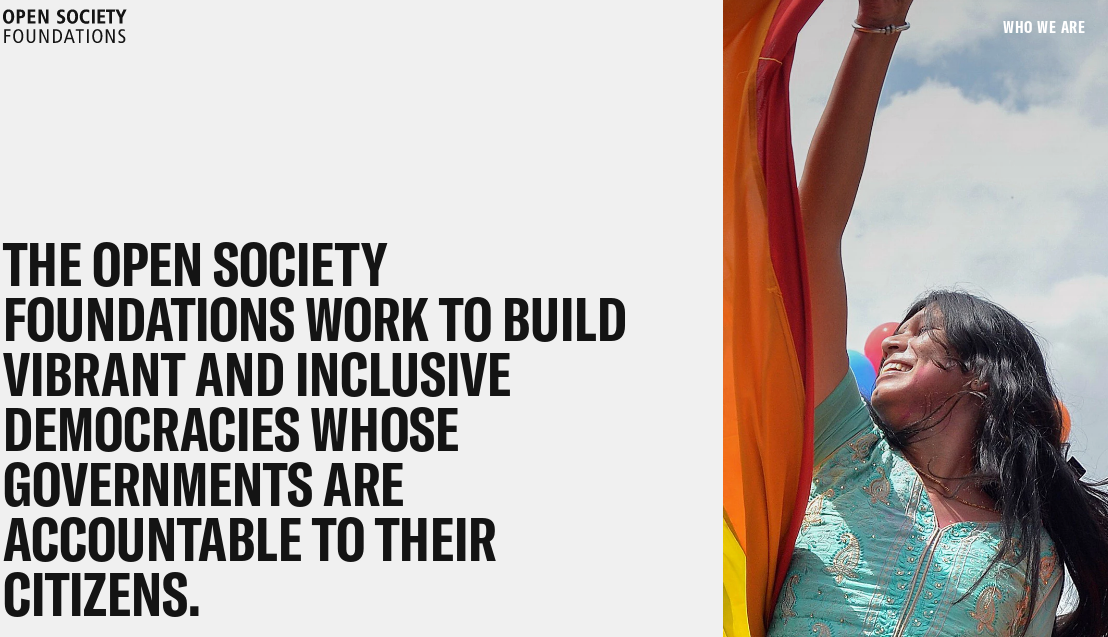 OPEN SOCIETY
FOUNDATIONS
WHO WE ARE
THE OPEN SOCIETY
FOUNDATIONS WORK TO BUILD
VIBRANT AND INCLUSIVE
DEMOCRACIES WHOSE
GOVERNMENTS ARE
ACCOUNTABLE TO THEIR
CITIZENS.